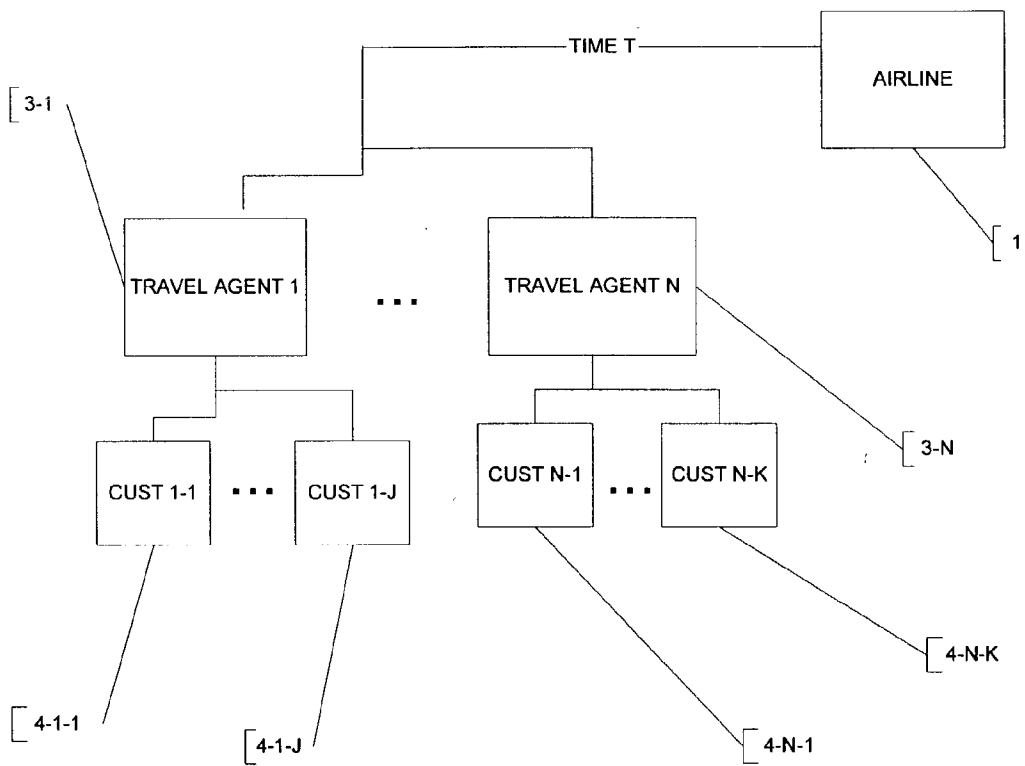 TIME T
AIRLINE
3-1
1
TRAVEL AGENT 1
...
TRAVEL AGENT N
3-N
CUST 1-1
...
CUST 1-J
CUST N-1
...
CUST N-K
4-N-K
4-1-1
4-1-J
4-N-1